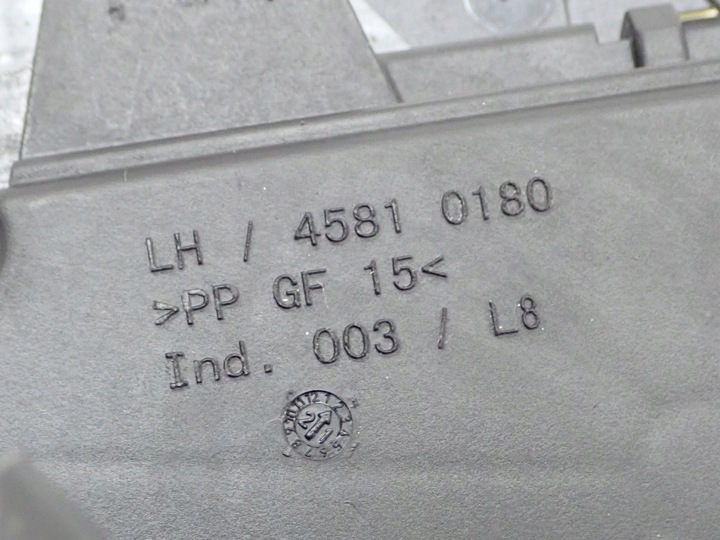 LH / 4581 0180
>PP GF 15<
Ind. 003 / L8